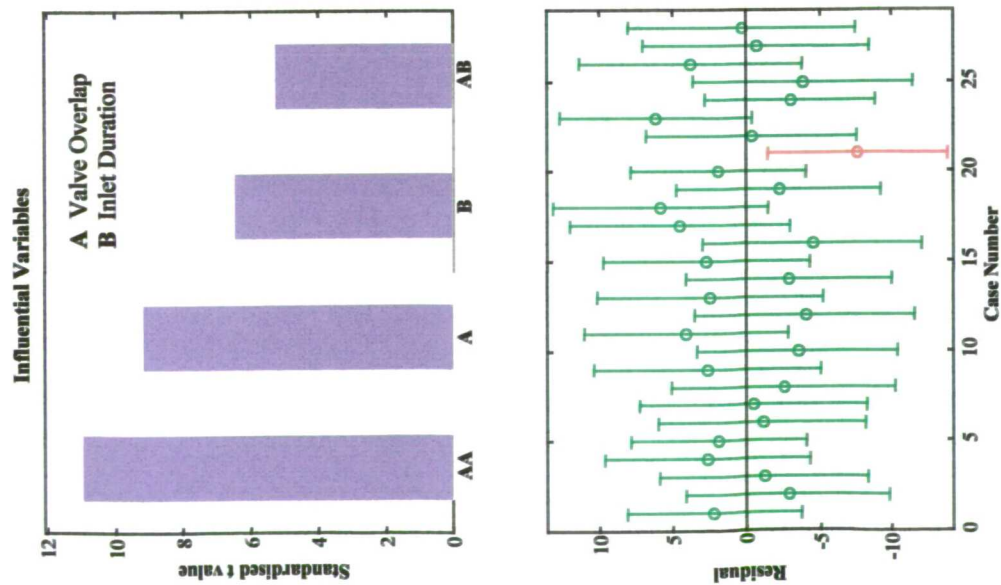 Influential Variables
12
10
8
6
4
2
0
Standardised t value
A Valve Overlap
B Inlet Duration
AA
A
B
AB
10
5
0
-5
-10
Residual
0
5
10
15
20
25
Case Number